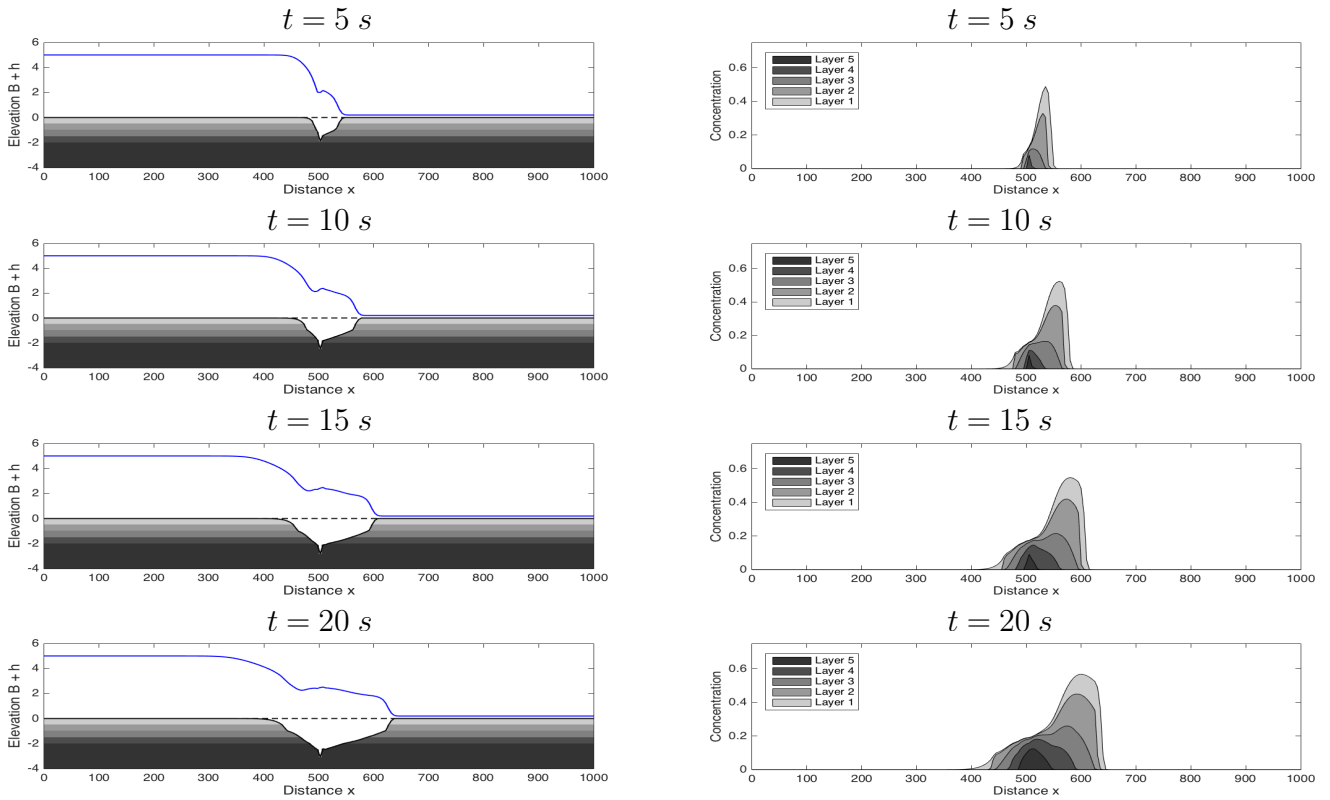 t = 5 s
t = 5 s
Elevation B + h
6
4
2
0
-2
-4
0 100 200 300 400 500 600 700 800 900 1000
Distance x
Concentration
0.6
0.4
0.2
0
Layer 5
Layer 4
Layer 3
Layer 2
Layer 1
0 100 200 300 400 500 600 700 800 900 1000
Distance x
t = 10 s
t = 10 s
Elevation B + h
6
4
2
0
-2
-4
0 100 200 300 400 500 600 700 800 900 1000
Distance x
Concentration
0.6
0.4
0.2
0
Layer 5
Layer 4
Layer 3
Layer 2
Layer 1
0 100 200 300 400 500 600 700 800 900 1000
Distance x
t = 15 s
t = 15 s
Elevation B + h
6
4
2
0
-2
-4
0 100 200 300 400 500 600 700 800 900 1000
Distance x
Concentration
0.6
0.4
0.2
0
Layer 5
Layer 4
Layer 3
Layer 2
Layer 1
0 100 200 300 400 500 600 700 800 900 1000
Distance x
t = 20 s
t = 20 s
Elevation B + h
6
4
2
0
-2
-4
0 100 200 300 400 500 600 700 800 900 1000
Distance x
Concentration
0.6
0.4
0.2
0
Layer 5
Layer 4
Layer 3
Layer 2
Layer 1
0 100 200 300 400 500 600 700 800 900 1000
Distance x